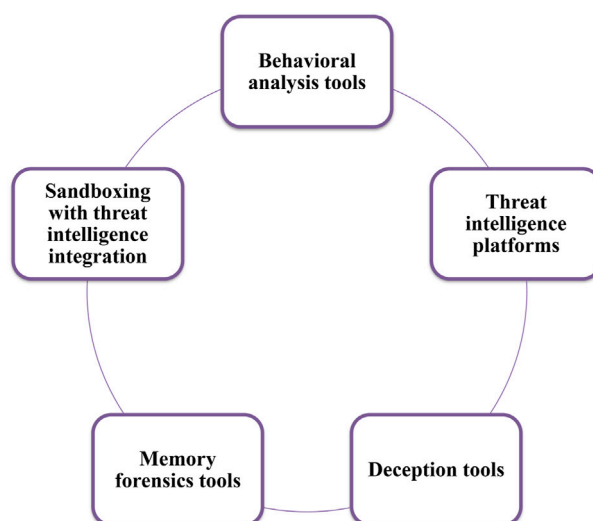 Behavioral
analysis tools
Threat
intelligence
platforms
Deception tools
Memory
forensics tools
Sandboxing
with threat
intelligence
integration